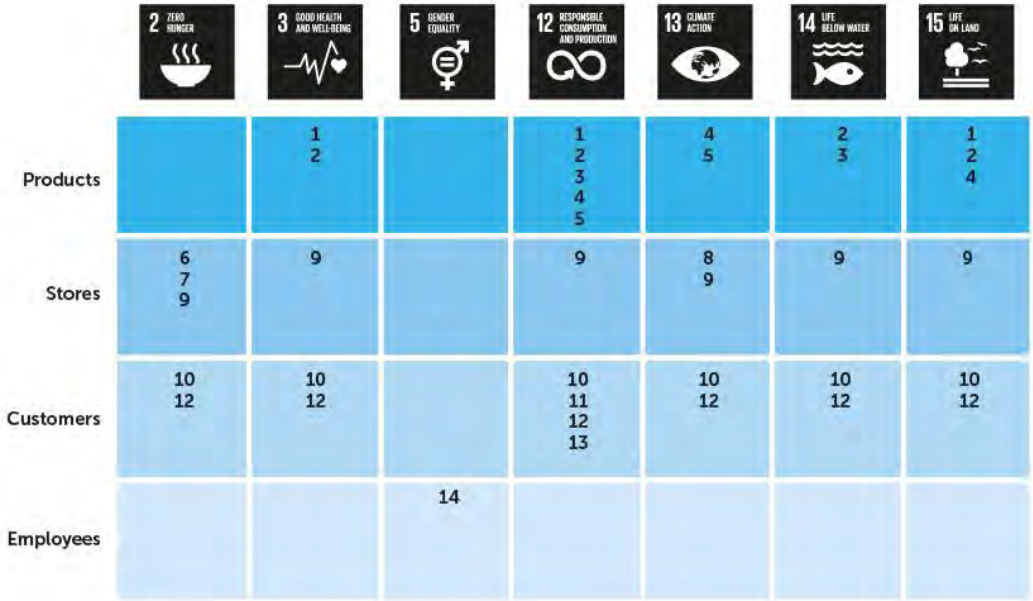 2 ZERO
HUNGER
3 GOOD HEALTH
AND WELL-BEING
5 GENDER
EQUALITY
12 RESPONSIBLE
CONSUMPTION
AND PRODUCTION
13 CLIMATE
ACTION
14 LIFE
BELOW WATER
15 LIFE
ON LAND
Products
1
2
1
2
3
4
5
4
5
2
3
1
2
4
Stores
6
7
9
9
9
8
9
9
9
Customers
10
12
10
12
10
11
12
13
10
12
10
12
10
12
Employees
14